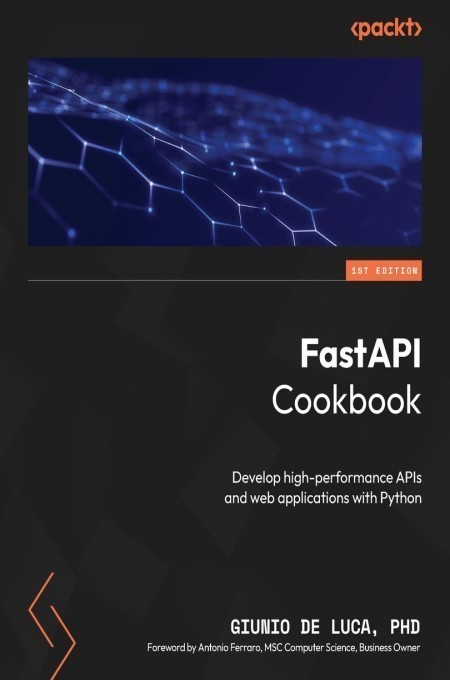 <packt>
1ST EDITION
FastAPI
Cookbook
Develop high-performance APIs
and web applications with Python
GIUNIO DE LUCA, PHD
Foreword by Antonio Ferraro, MSC Computer Science, Business Owner